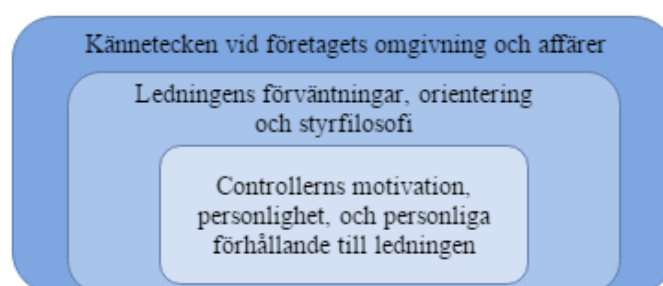 Kännetecken vid företagets omgivning och affärer
Ledningens förväntningar, orientering
och styrfilosofi
Controllerns motivation,
personlighet, och personliga
förhållande till ledningen